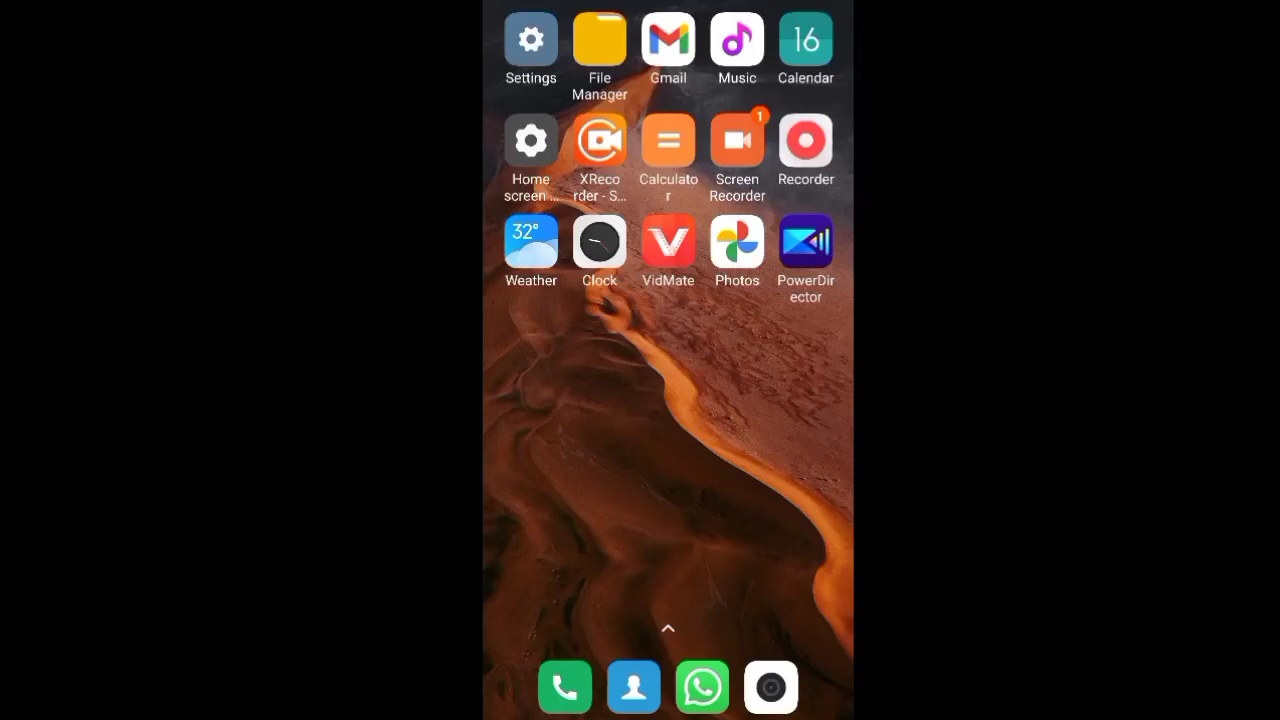 16
Settings
File
Manager
Gmail
Music
Calendar
1
Home
screen ...
XReco
rder - S...
Calculato
r
Screen
Recorder
Recorder
32°
Weather
Clock
VidMate
Photos
PowerDir
ector